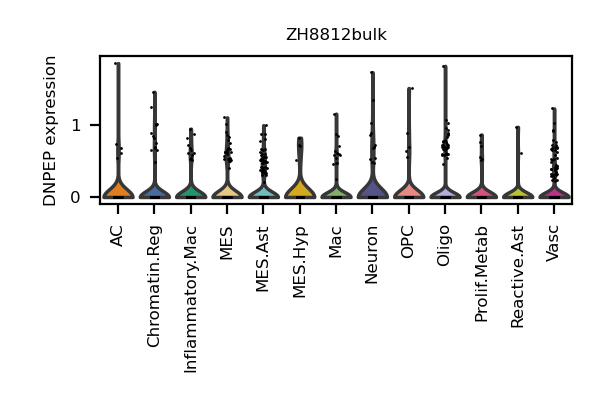 ZH8812bulk
DNPEP expression
1
0
AC
Chromatin.Reg
Inflammatory.Mac
MES
MES.Ast
MES.Hyp
Mac
Neuron
OPC
Oligo
Prolif.Metab
Reactive.Ast
Vasc